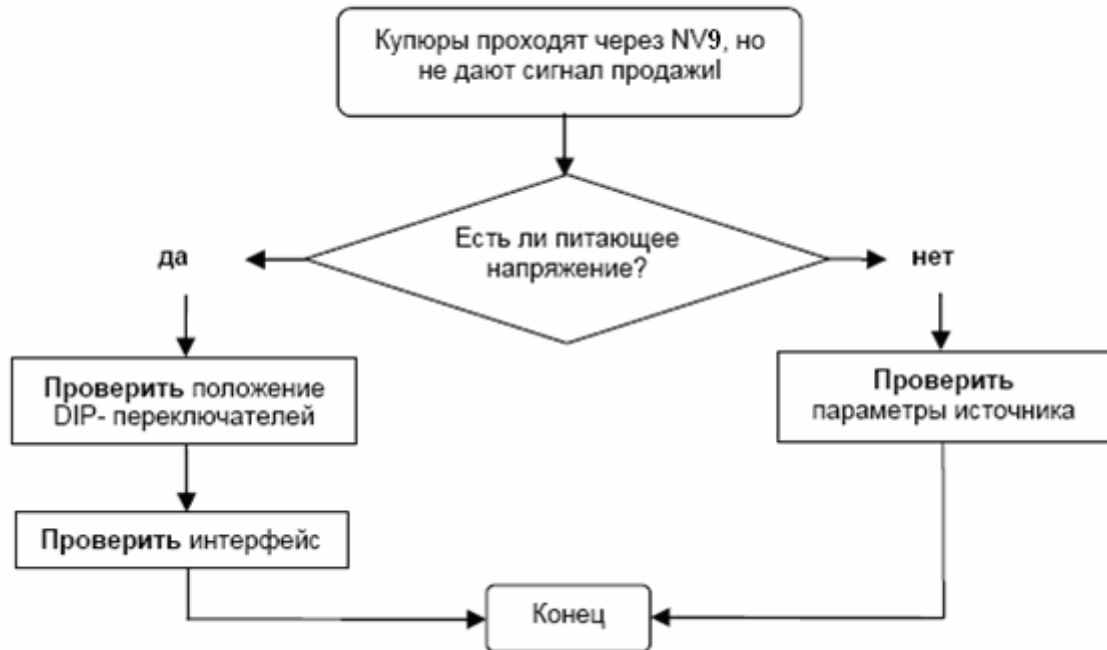 Купюры проходят через NV9, но
не дают сигнал продажиl
Есть ли питающее
напряжение?
да
нет
Проверить положение
DIP- переключателей
Проверить
параметры источника
Проверить интерфейс
Конец